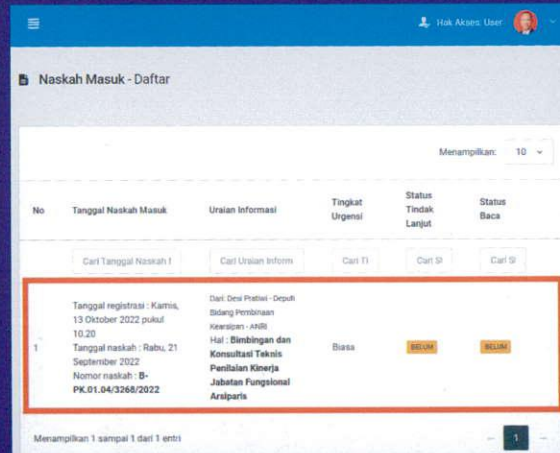 Hak Akses: User
Naskah Masuk - Daftar
Menampilkan: 10
No
Tanggal Naskah Masuk
Uraian Informasi
Tingkat
Urgensi
Status
Tindak
Lanjut
Status
Baca
Cari Tanggal Naskah
Cari Uraian Inform
Cari Ti
Cari St
Cari St
1
Tanggal registrasi : Kamis,
13 Oktober 2022 pukul
10.20
Tanggal naskah : Rabu, 21
September 2022
Nomor naskah : B-
PK.01.04/3268/2022
Dari: Desi Pratiwi - Deputi
Bidang Pembinaan
Kearsipan - ANRI
Hal : Bimbingan dan
Konsultasi Teknis
Penilaian Kinerja
Jabatan Fungsional
Arsiparis
Biasa
BELUM
BELUM
Menampilkan 1 sampai 1 dari 1 entri
1